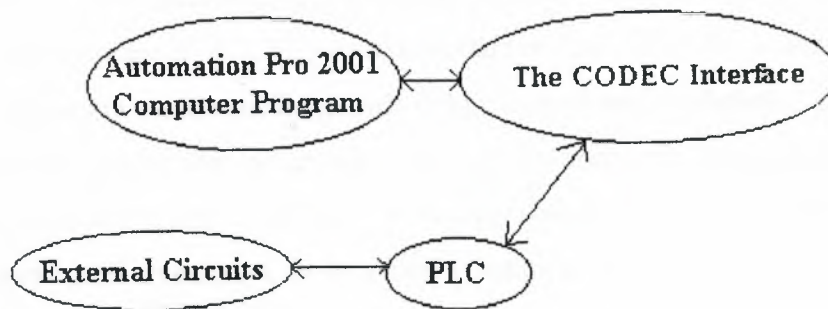 Automation Pro 2001
Computer Program
The CODEC Interface
External Circuits
PLC